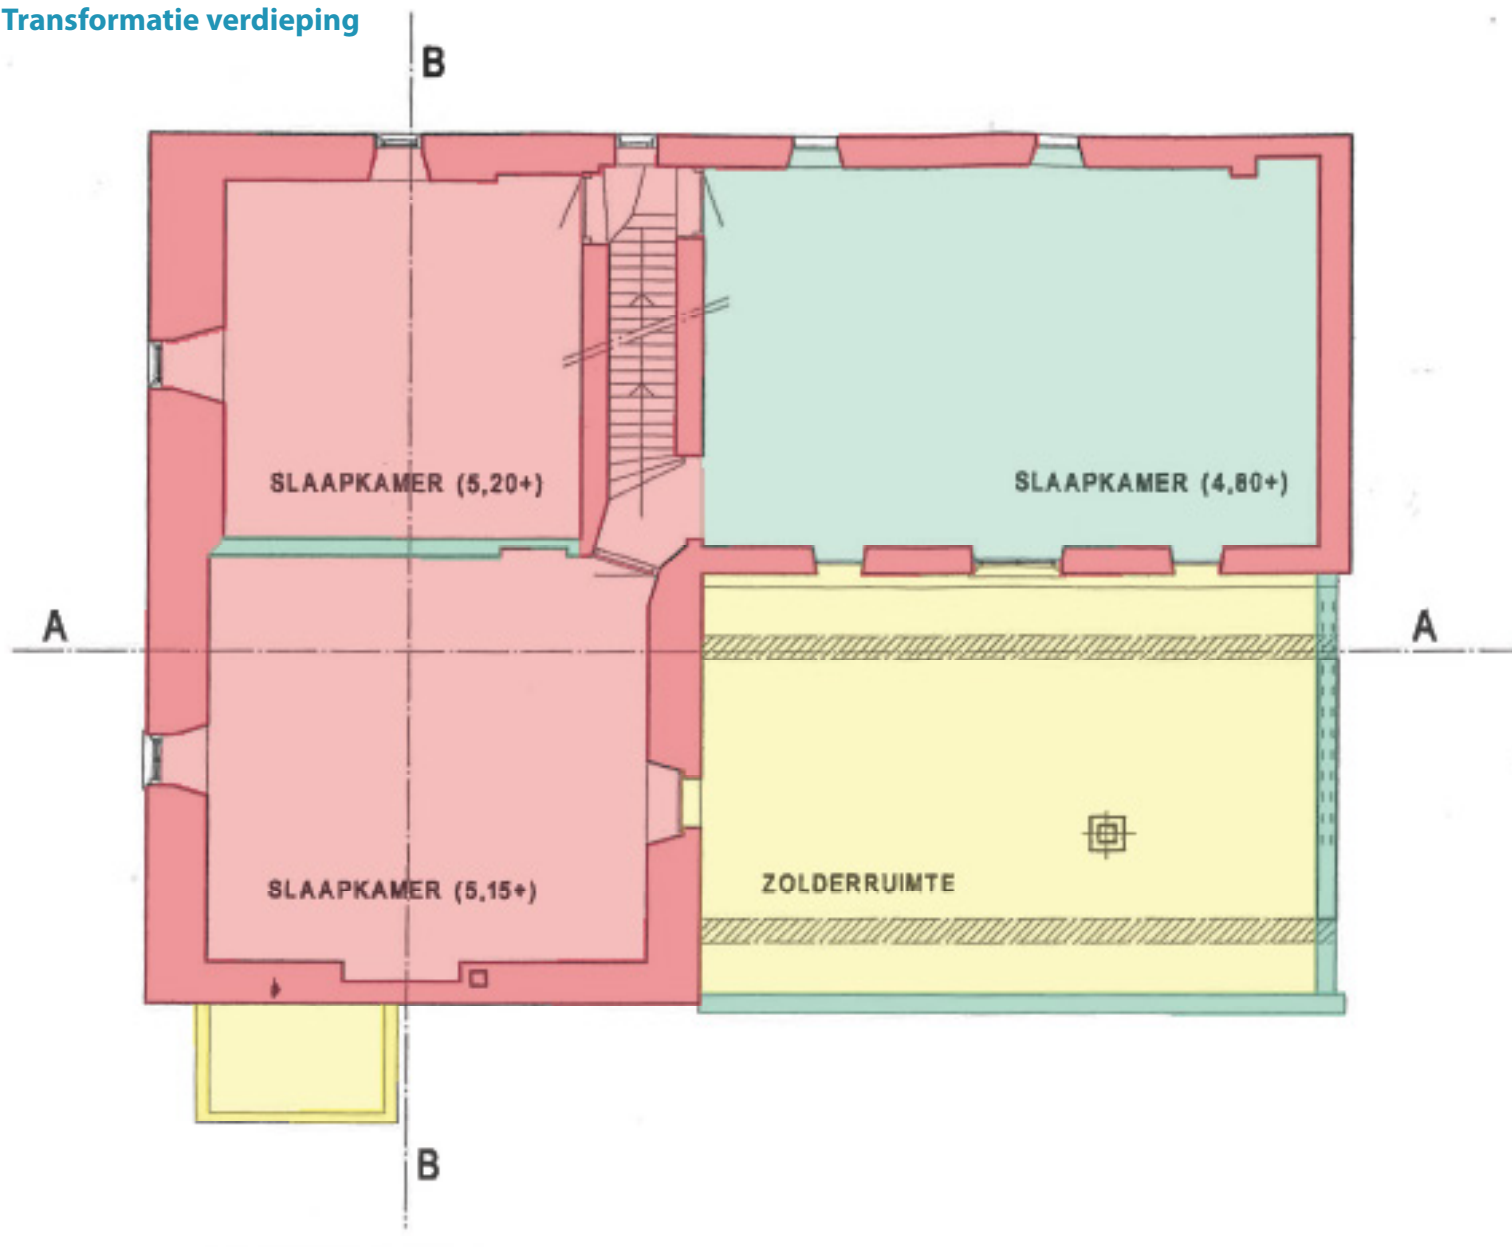 Transformatie verdieping
B
SLAAPKAMER (5,20+)
SLAAPKAMER (4,80+)
A
A
SLAAPKAMER (5,15+)
ZOLDERRUIMTE
B